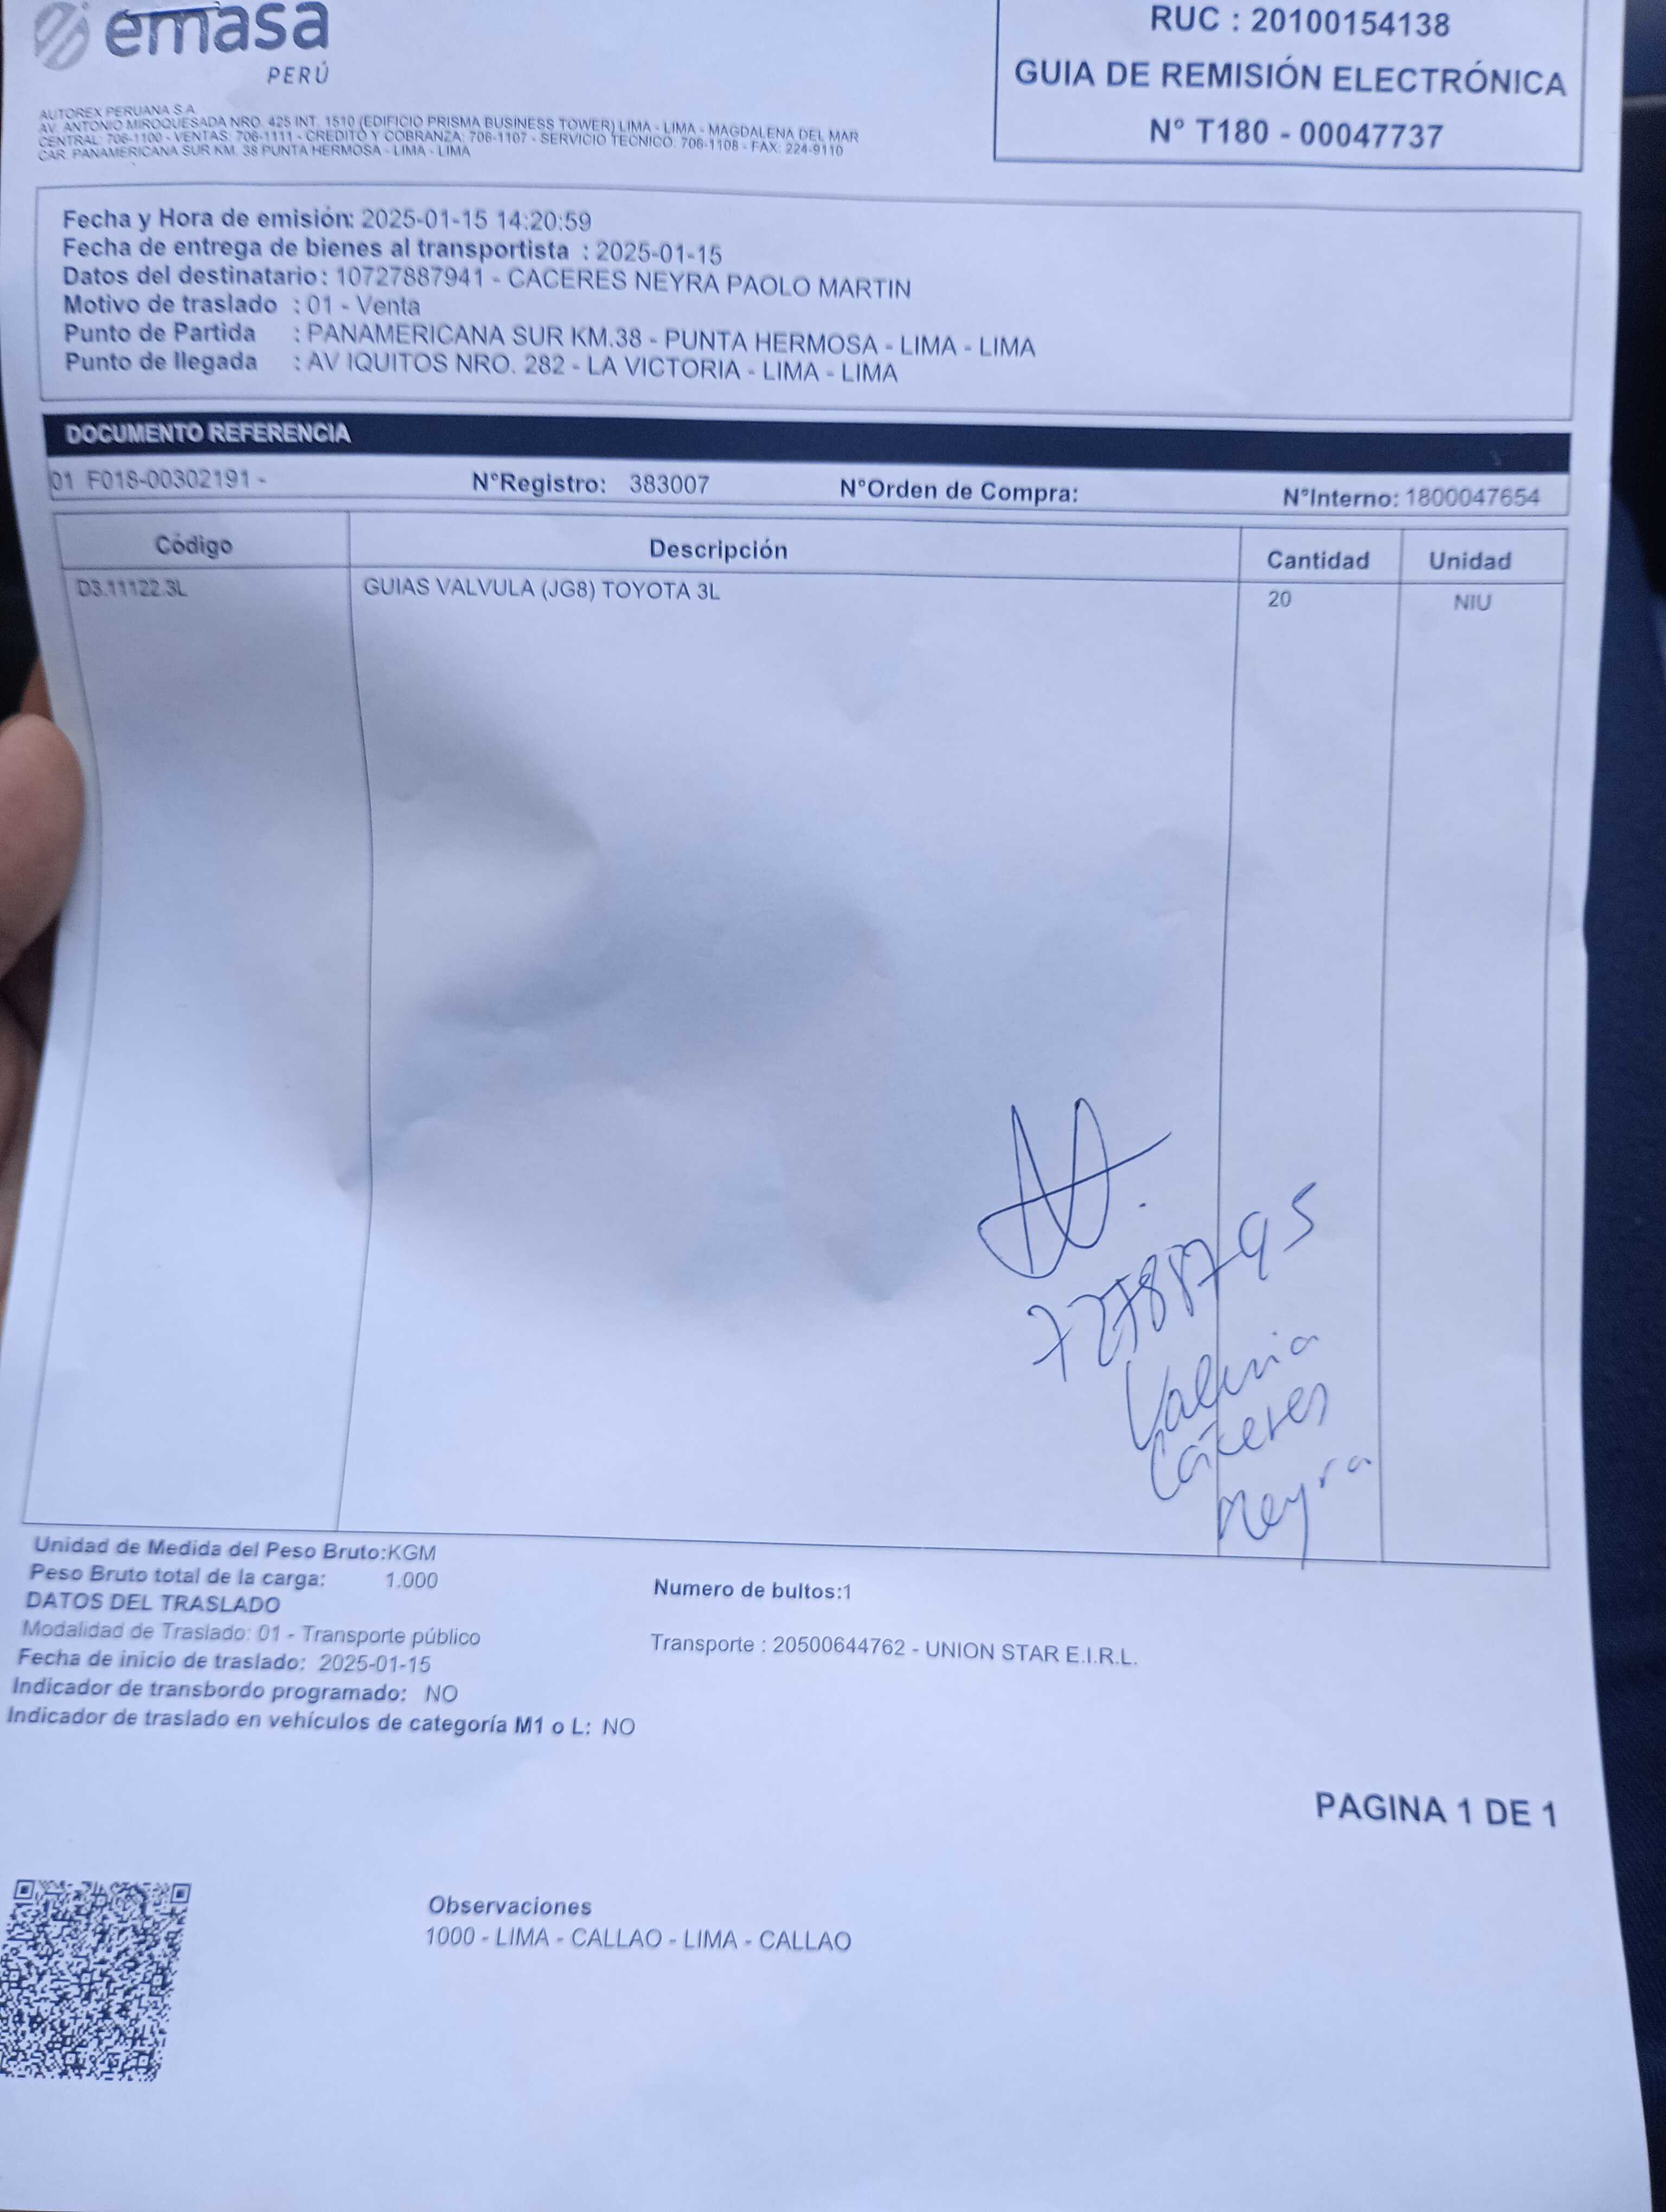 emasa
PERÚ
RUC : 20100154138
GUIA DE REMISIÓN ELECTRÓNICA
N° T180 - 00047737
AUTOREX PERUANA S.A.
AV. ANTONIO MIROQUESADA NRO. 425 INT. 1510 (EDIFICIO PRISMA BUSINESS TOWER) LIMA - LIMA - MAGDALENA DEL MAR
CENTRAL: 706-1100 - VENTAS: 706-1111 - CREDITO Y COBRANZA: 706-1107 - SERVICIO TECNICO: 706-1108 - FAX: 224-9110
CAR. PANAMERICANA SUR KM. 38 PUNTA HERMOSA - LIMA - LIMA
Fecha y Hora de emisión: 2025-01-15 14:20:59
Fecha de entrega de bienes al transportista : 2025-01-15
Datos del destinatario : 10727887941 - CACERES NEYRA PAOLO MARTIN
Motivo de traslado : 01 - Venta
Punto de Partida : PANAMERICANA SUR KM.38 - PUNTA HERMOSA - LIMA - LIMA
Punto de llegada : AV IQUITOS NRO. 282 - LA VICTORIA - LIMA - LIMA
DOCUMENTO REFERENCIA
01 F018-00302191 - N°Registro: 383007 N°Orden de Compra: N°Interno: 1800047654
Código Descripción Cantidad Unidad
D3.11122.3L GUIAS VALVULA (JG8) TOYOTA 3L 20 NIU
72788795
Valeria
Cáceres
Neyra
Unidad de Medida del Peso Bruto:KGM
Peso Bruto total de la carga: 1.000 Numero de bultos:1
DATOS DEL TRASLADO
Modalidad de Traslado: 01 - Transporte público Transporte : 20500644762 - UNION STAR E.I.R.L.
Fecha de inicio de traslado: 2025-01-15
Indicador de transbordo programado: NO
Indicador de traslado en vehículos de categoría M1 o L: NO
PAGINA 1 DE 1
Observaciones
1000 - LIMA - CALLAO - LIMA - CALLAO